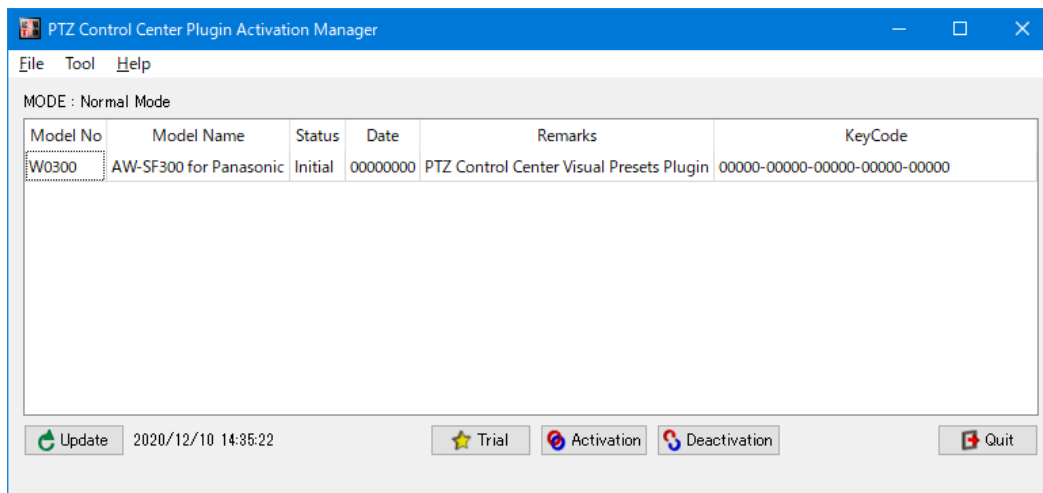 PTZ Control Center Plugin Activation Manager
File Tool Help
MODE : Normal Mode
Model No Model Name Status Date Remarks KeyCode
W0300 AW-SF300 for Panasonic Initial 00000000 PTZ Control Center Visual Presets Plugin 00000-00000-00000-00000-00000
Update 2020/12/10 14:35:22 Trial Activation Deactivation Quit